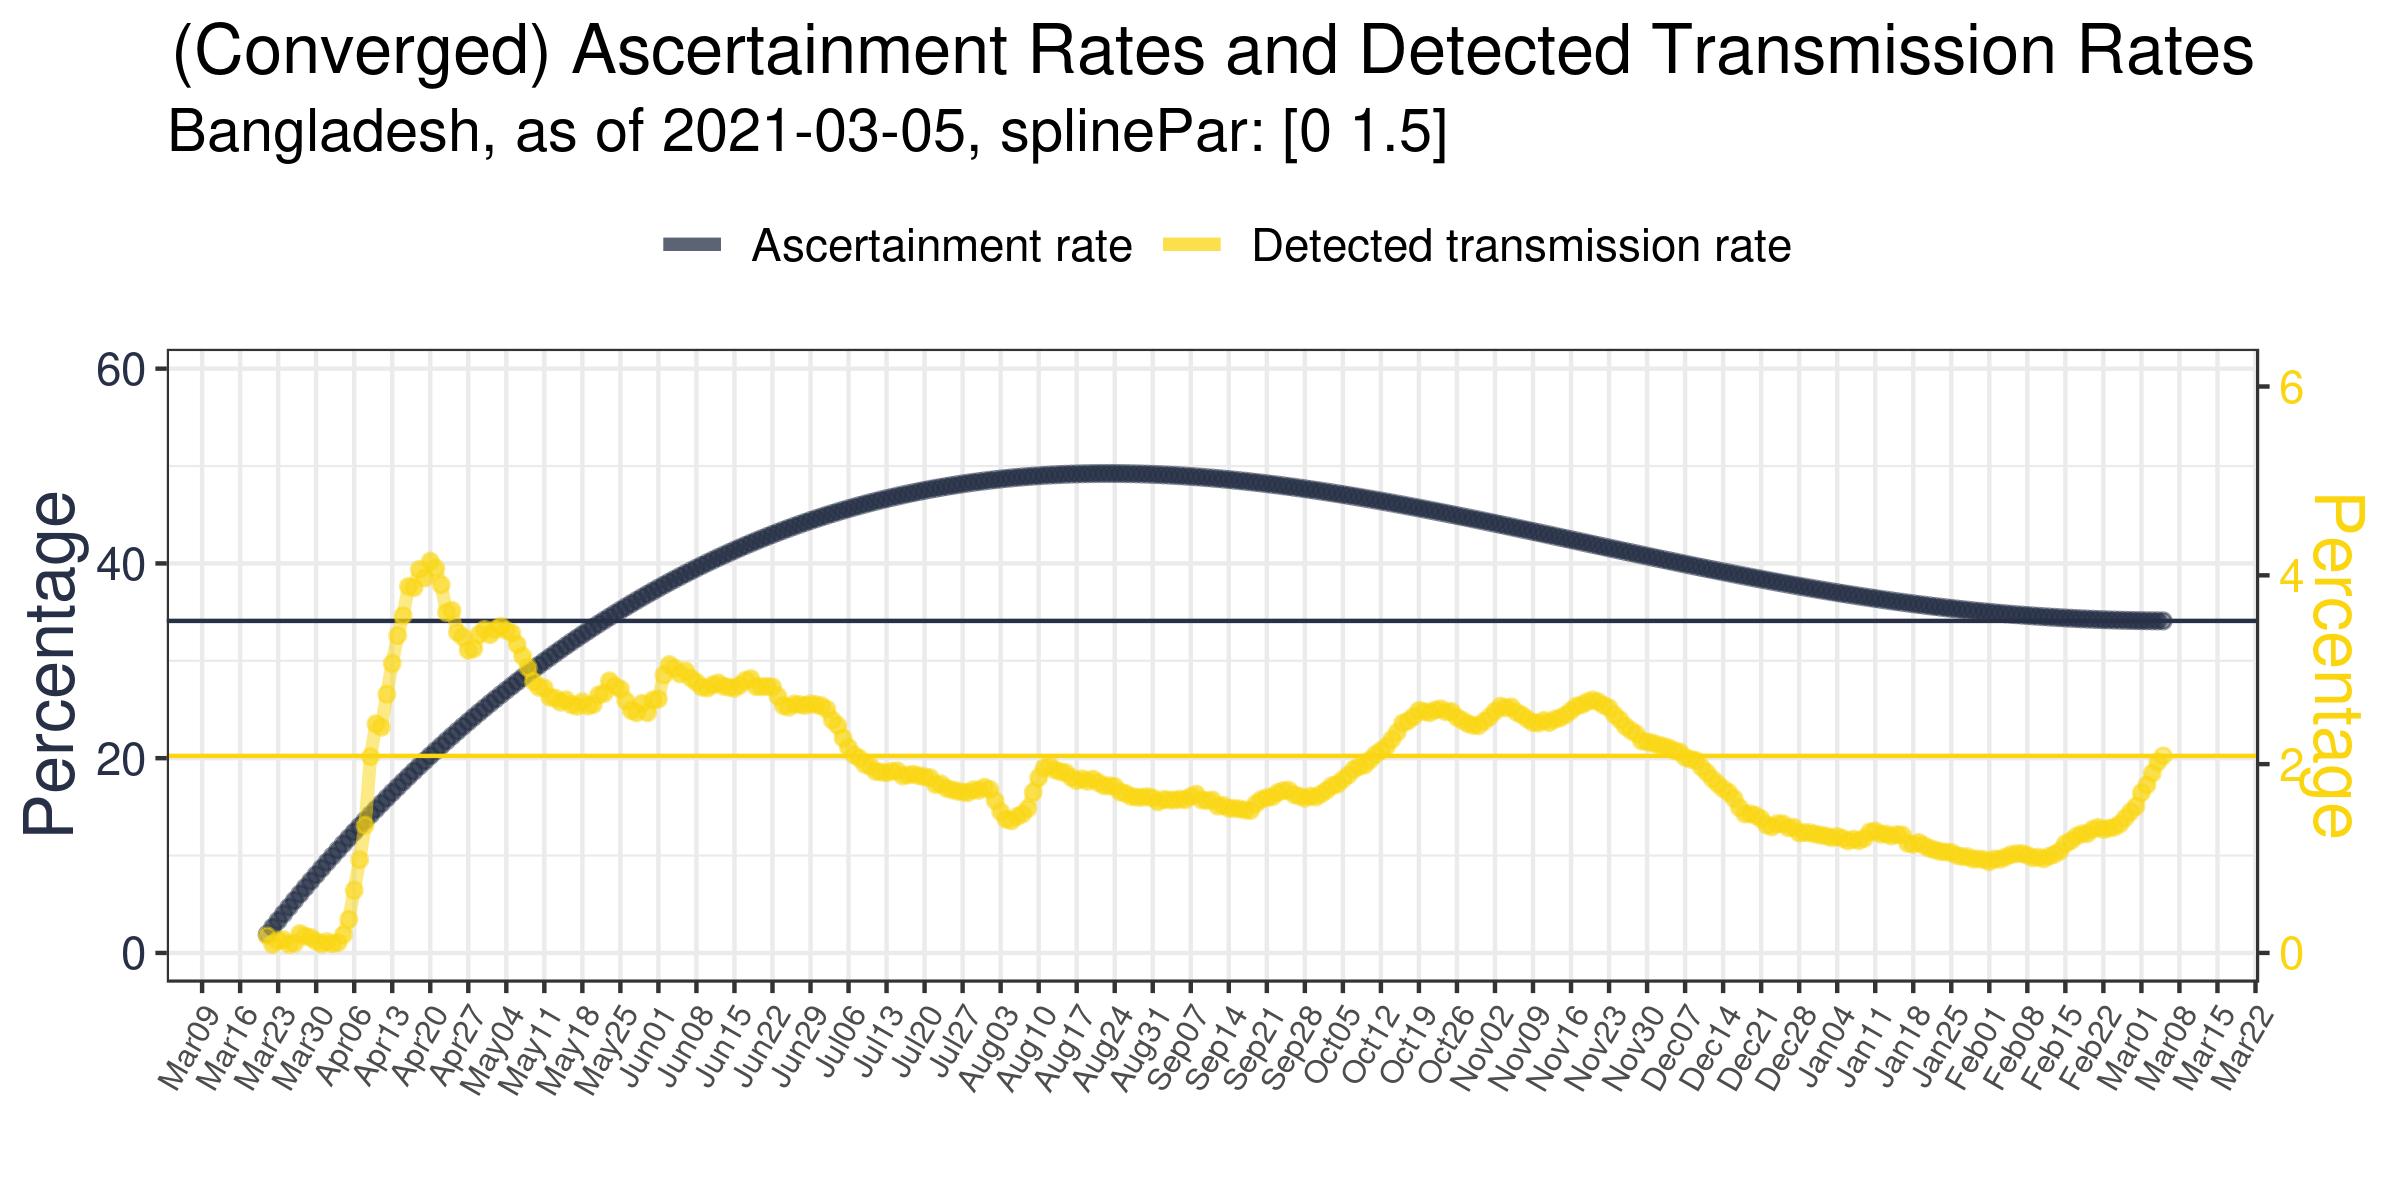 (Converged) Ascertainment Rates and Detected Transmission Rates
Bangladesh, as of 2021-03-05, splinePar: [0 1.5]
Ascertainment rate
Detected transmission rate
Percentage
60
40
20
0
6
4
2
0
Percentage
Mar09
Mar16
Mar23
Mar30
Apr06
Apr13
Apr20
Apr27
May04
May11
May18
May25
Jun01
Jun08
Jun15
Jun22
Jun29
Jul06
Jul13
Jul20
Jul27
Aug03
Aug10
Aug17
Aug24
Aug31
Sep07
Sep14
Sep21
Sep28
Oct05
Oct12
Oct19
Oct26
Nov02
Nov09
Nov16
Nov23
Nov30
Dec07
Dec14
Dec21
Dec28
Jan04
Jan11
Jan18
Jan25
Feb01
Feb08
Feb15
Feb22
Mar01
Mar08
Mar15
Mar22